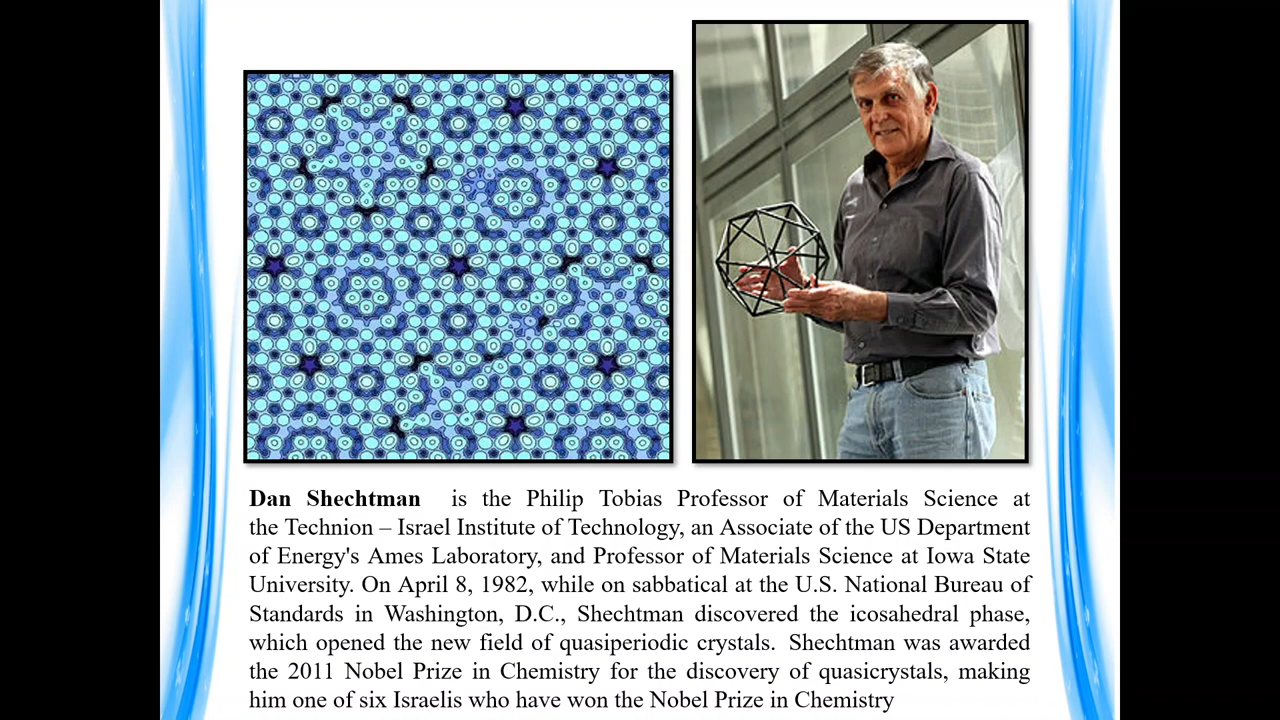 Dan Shechtman is the Philip Tobias Professor of Materials Science at
the Technion – Israel Institute of Technology, an Associate of the US Department
of Energy's Ames Laboratory, and Professor of Materials Science at Iowa State
University. On April 8, 1982, while on sabbatical at the U.S. National Bureau of
Standards in Washington, D.C., Shechtman discovered the icosahedral phase,
which opened the new field of quasiperiodic crystals. Shechtman was awarded
the 2011 Nobel Prize in Chemistry for the discovery of quasicrystals, making
him one of six Israelis who have won the Nobel Prize in Chemistry